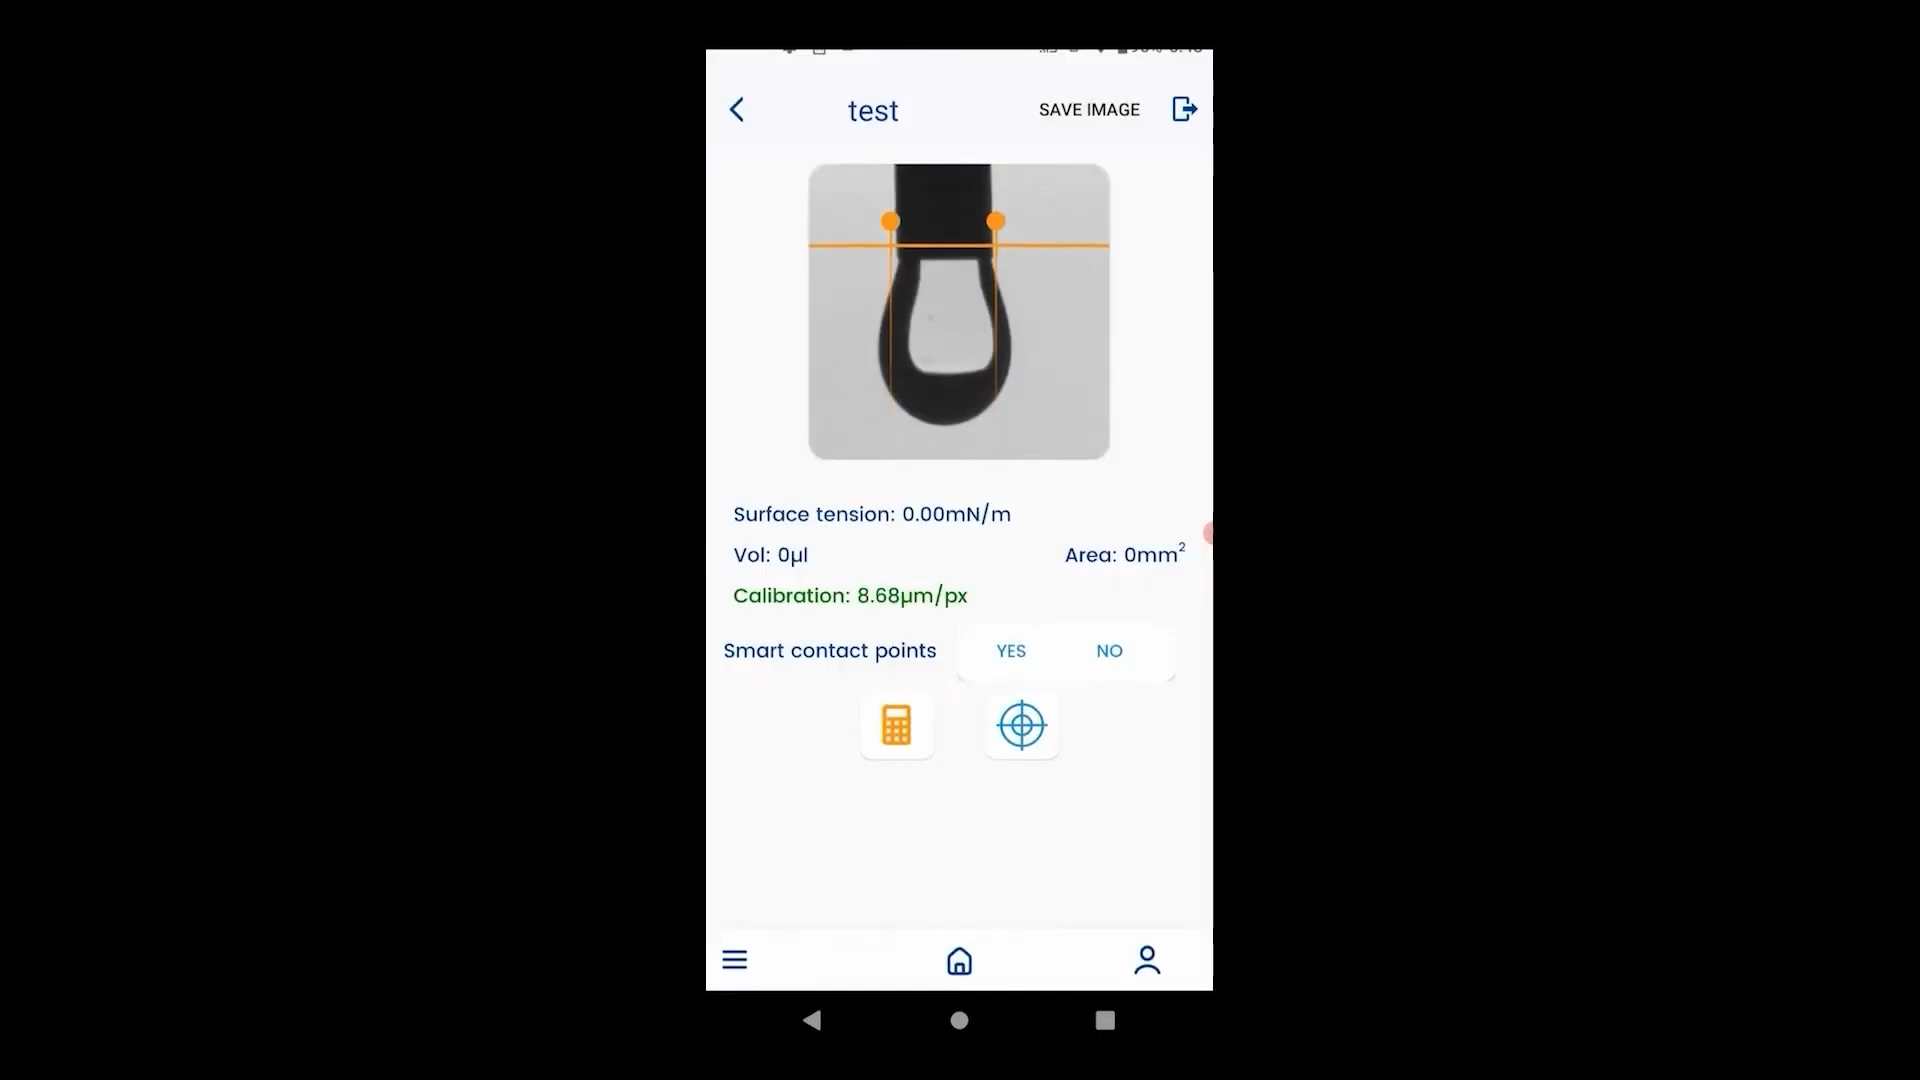 test
SAVE IMAGE
Surface tension: 0.00mN/m
Vol: 0µl
Area: 0mm²
Calibration: 8.68µm/px
Smart contact points
YES
NO